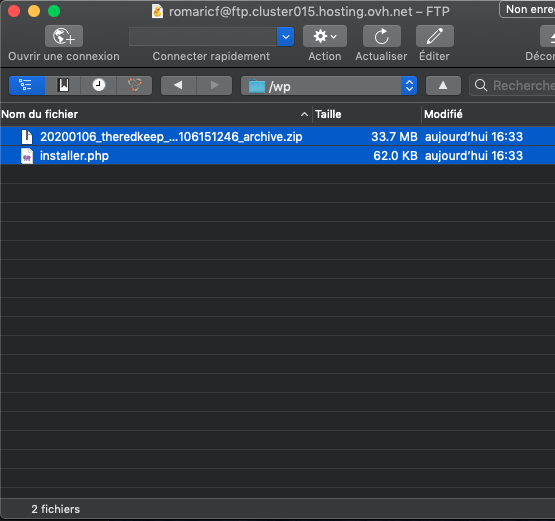 romaricf@ftp.cluster015.hosting.ovh.net – FTP
Non enre
Ouvrir une connexion
Connecter rapidement
Action
Actualiser
Éditer
Décon
/wp
Recherche
Nom du fichier
Taille
Modifié
20200106_theredkeep_...106151246_archive.zip 33.7 MB aujourd'hui 16:33
installer.php 62.0 KB aujourd'hui 16:33
2 fichiers